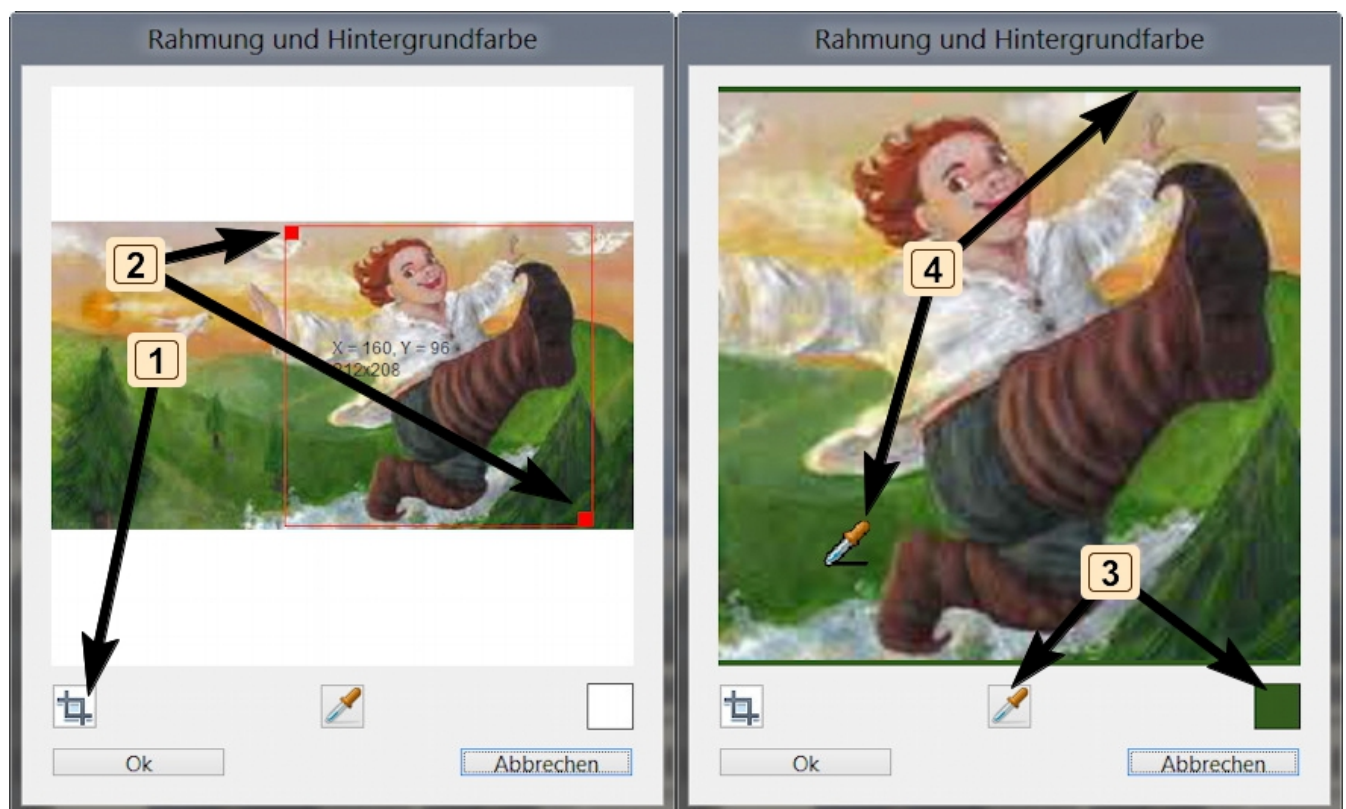 Rahmung und Hintergrundfarbe
2
1
X = 160, Y = 96
212x208
Ok
Abbrechen
Rahmung und Hintergrundfarbe
4
3
Ok
Abbrechen